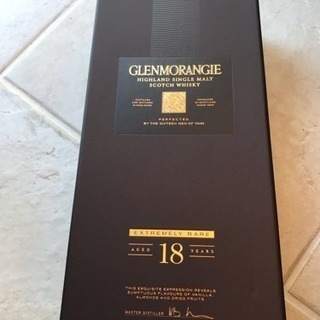 GLENMORANGIE
HIGHLAND SINGLE MALT
SCOTCH WHISKY
PERFECTED
BY THE SIXTEEN MEN OF TAIN
EXTREMELY RARE
AGED 18 YEARS
THIS EXQUISITE EXPRESSION REVEALS
SUMPTUOUS FLAVOURS OF VANILLA,
ALMONDS AND DRIED FRUITS
MASTER DISTILLER